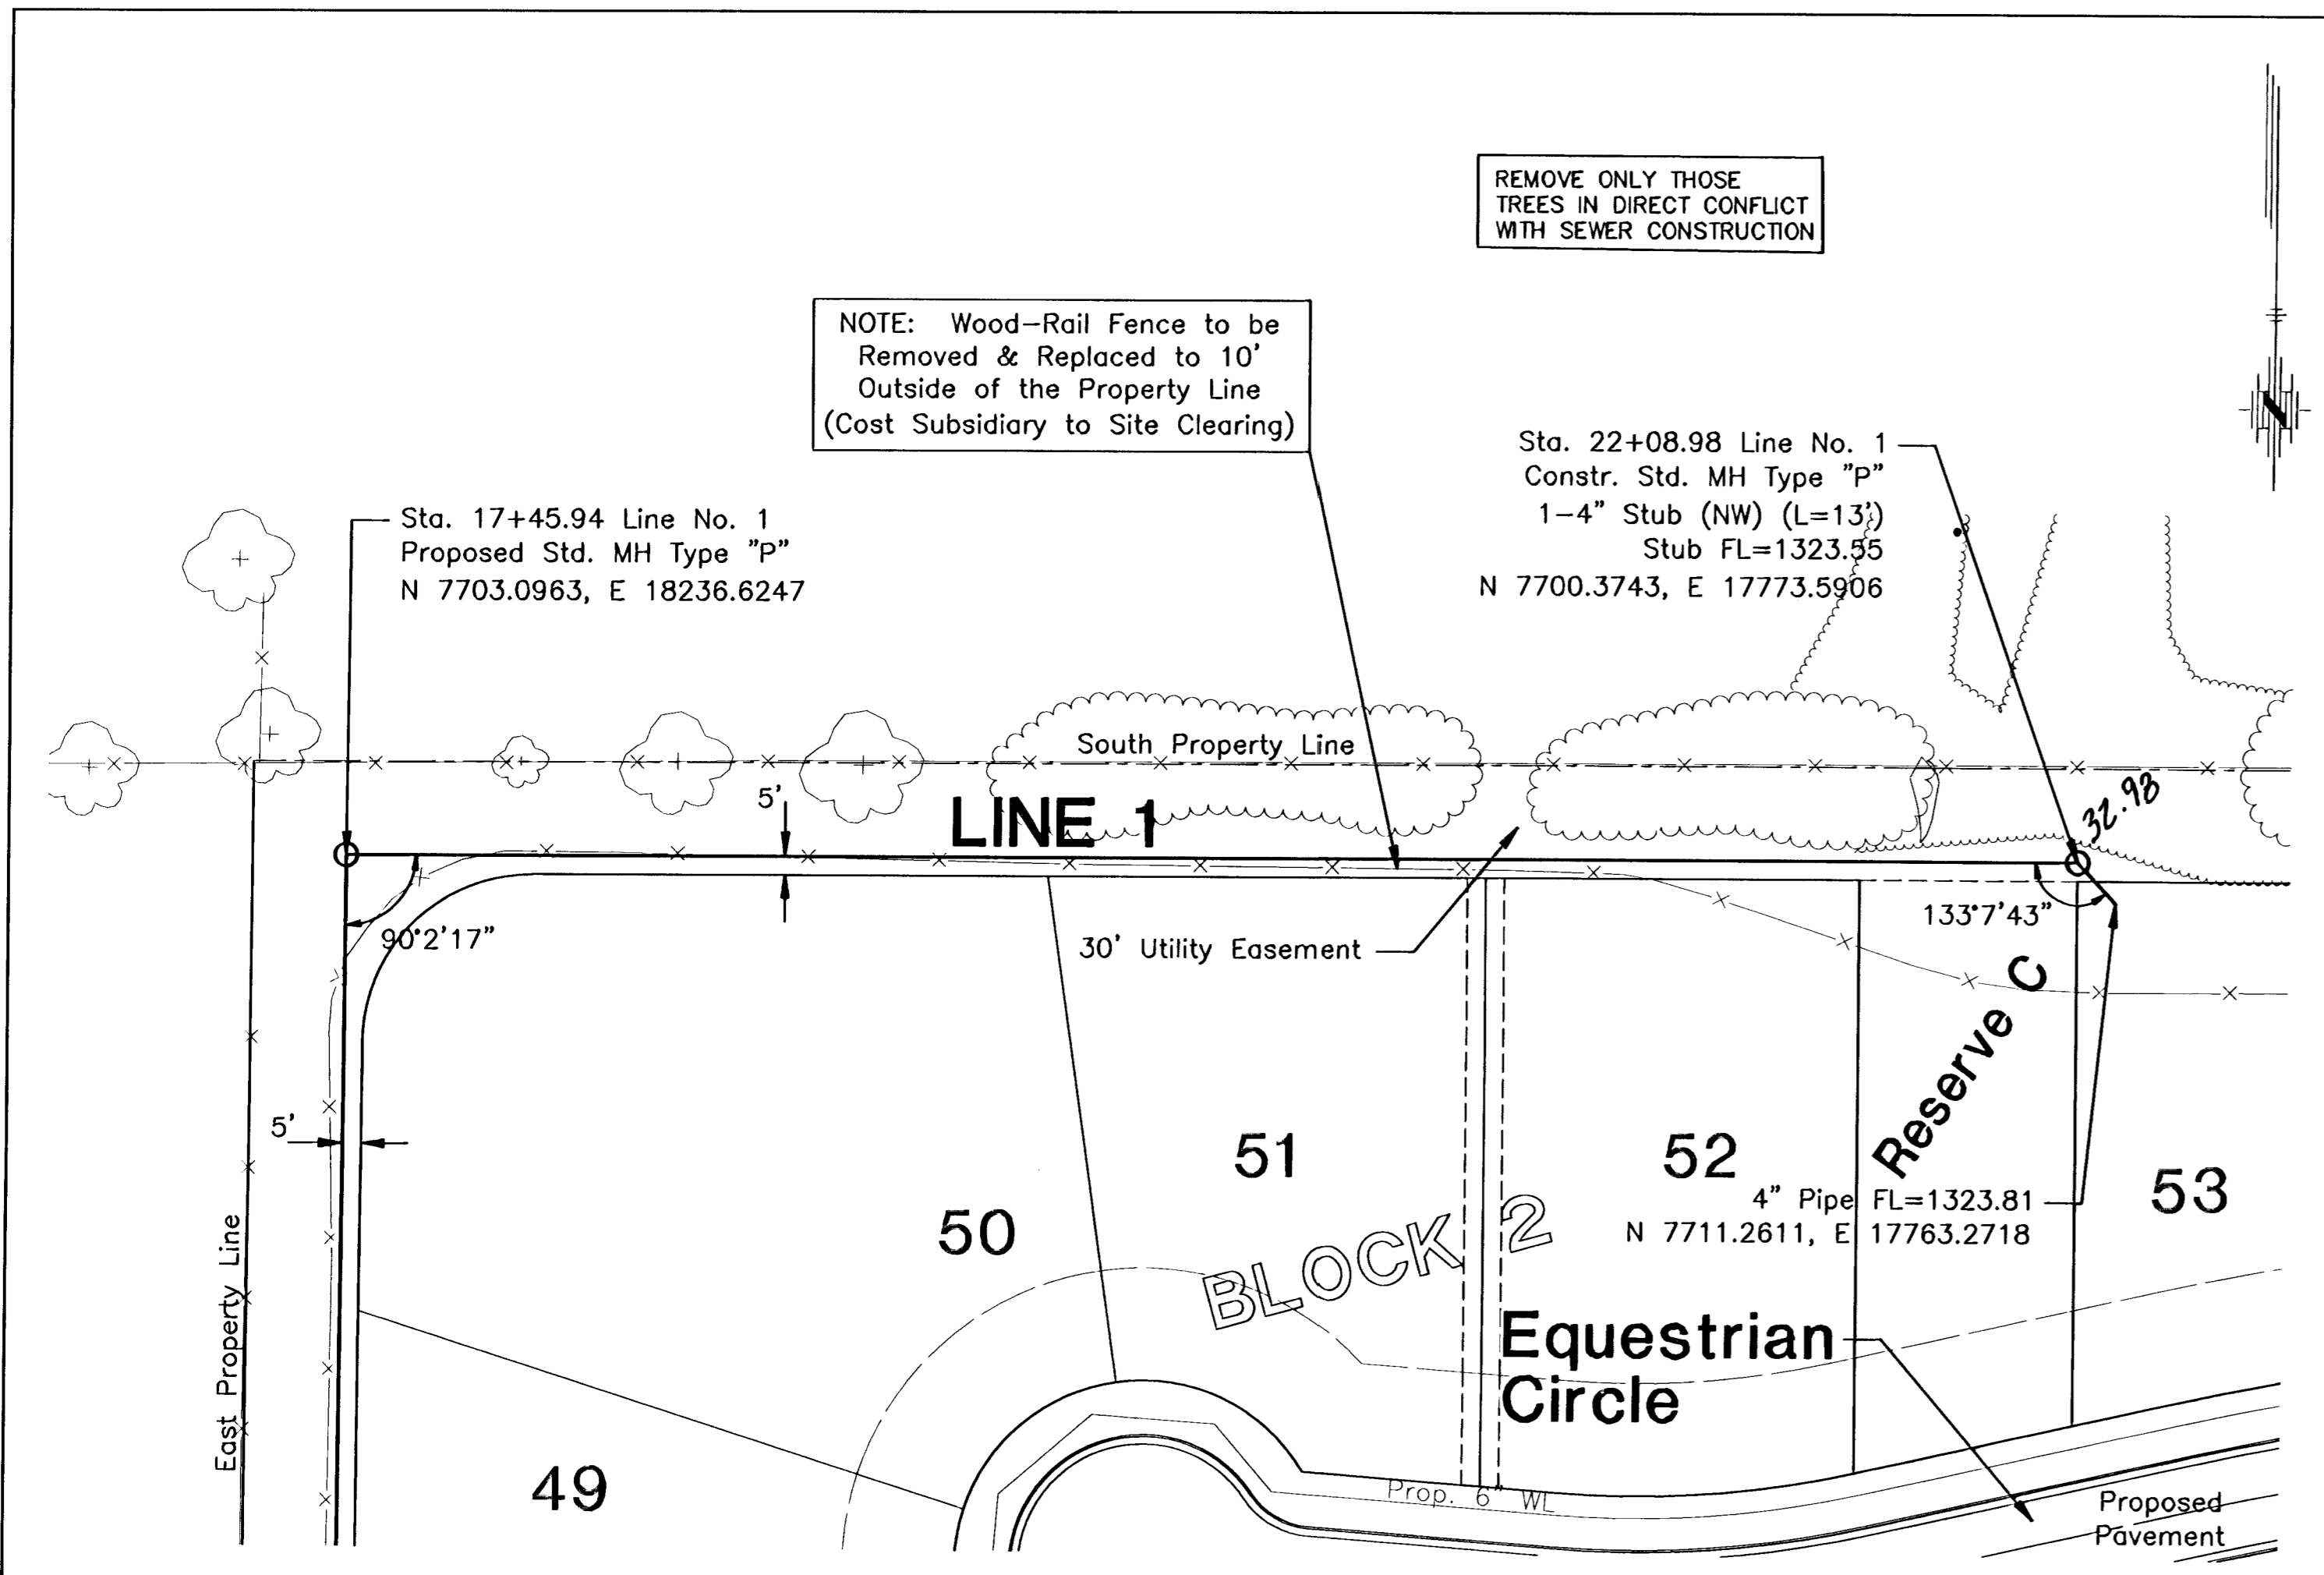 REMOVE ONLY THOSE
TREES IN DIRECT CONFLICT
WITH SEWER CONSTRUCTION
NOTE: Wood-Rail Fence to be
Removed & Replaced to 10'
Outside of the Property Line
(Cost Subsidiary to Site Clearing)
N
Sta. 22+08.98 Line No. 1
Constr. Std. MH Type "P"
1-4" Stub (NW) (L=13')
Stub FL=1323.55
N 7700.3743, E 17773.5906
Sta. 17+45.94 Line No. 1
Proposed Std. MH Type "P"
N 7703.0963, E 18236.6247
South Property Line
5'
LINE 1
32.98
90°2'17"
30' Utility Easement
133°7'43"
Reserve C
5'
51
52
53
4" Pipe FL=1323.81
N 7711.2611, E 17763.2718
50
BLOCK 2
East Property Line
Equestrian
Circle
49
Prop. 6" WL
Proposed
Pavement